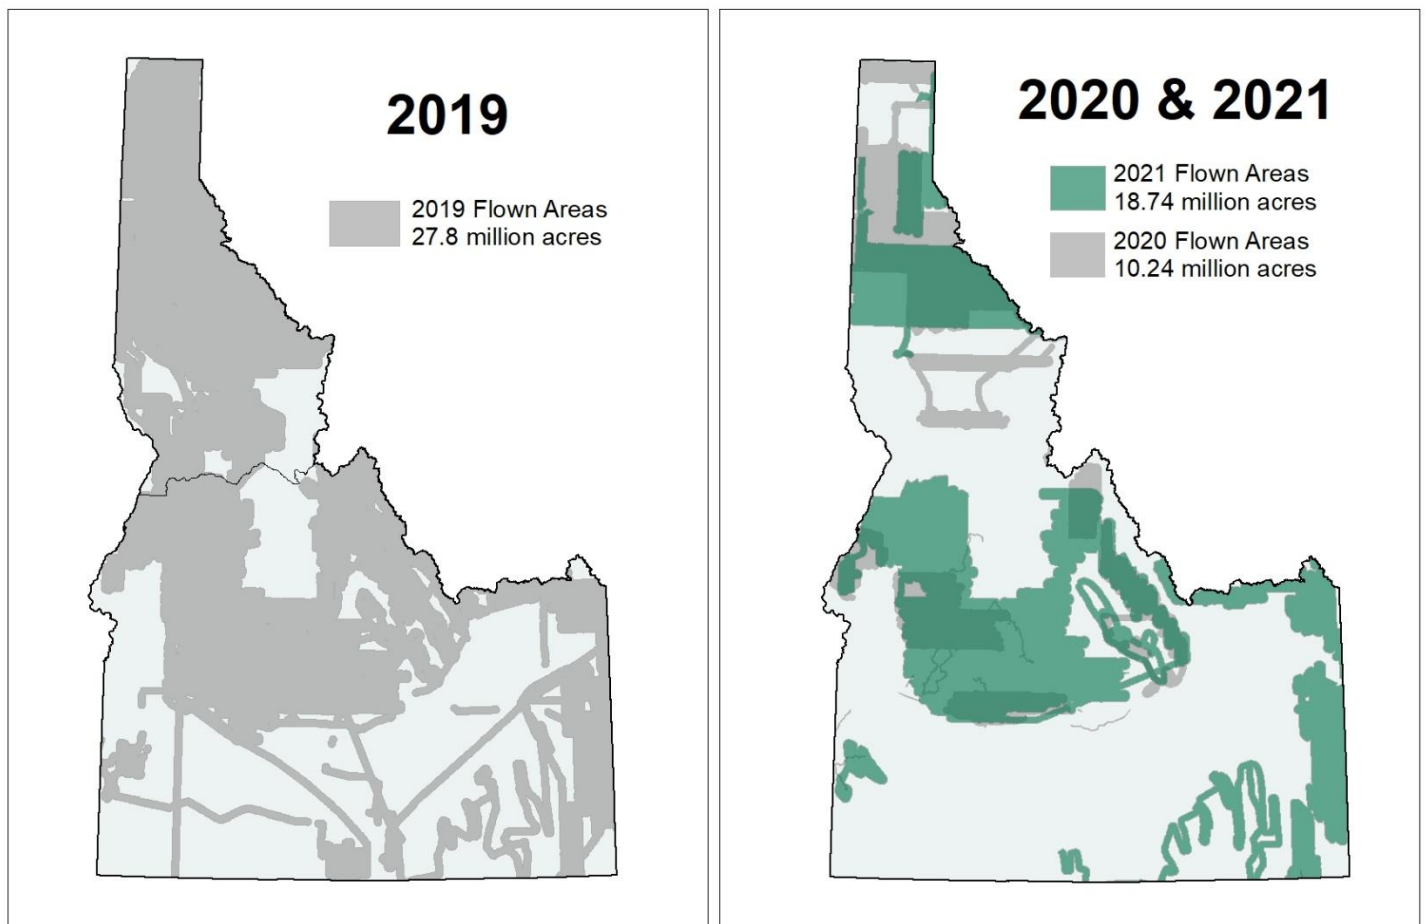 2019
2019 Flown Areas
27.8 million acres
2020 & 2021
2021 Flown Areas
18.74 million acres
2020 Flown Areas
10.24 million acres